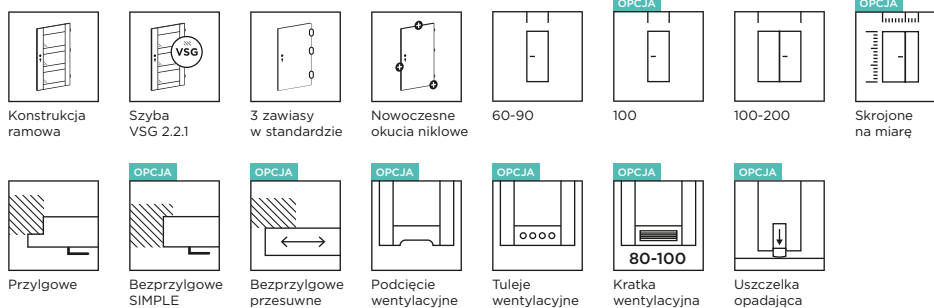 OPCJA
OPCJA
VSG
Konstrukcja
ramowa
Szyba
VSG 2.2.1
3 zawiasy
w standardzie
Nowoczesne
okucia niklowe
60-90
100
100-200
Skrojone
na miarę
OPCJA
OPCJA
OPCJA
OPCJA
OPCJA
OPCJA
80-100
Przylgowe
Bezprzylgowe
SIMPLE
Bezprzylgowe
przesuwne
Podcięcie
wentylacyjne
Tuleje
wentylacyjne
Kratka
wentylacyjna
Uszczelka
opadająca